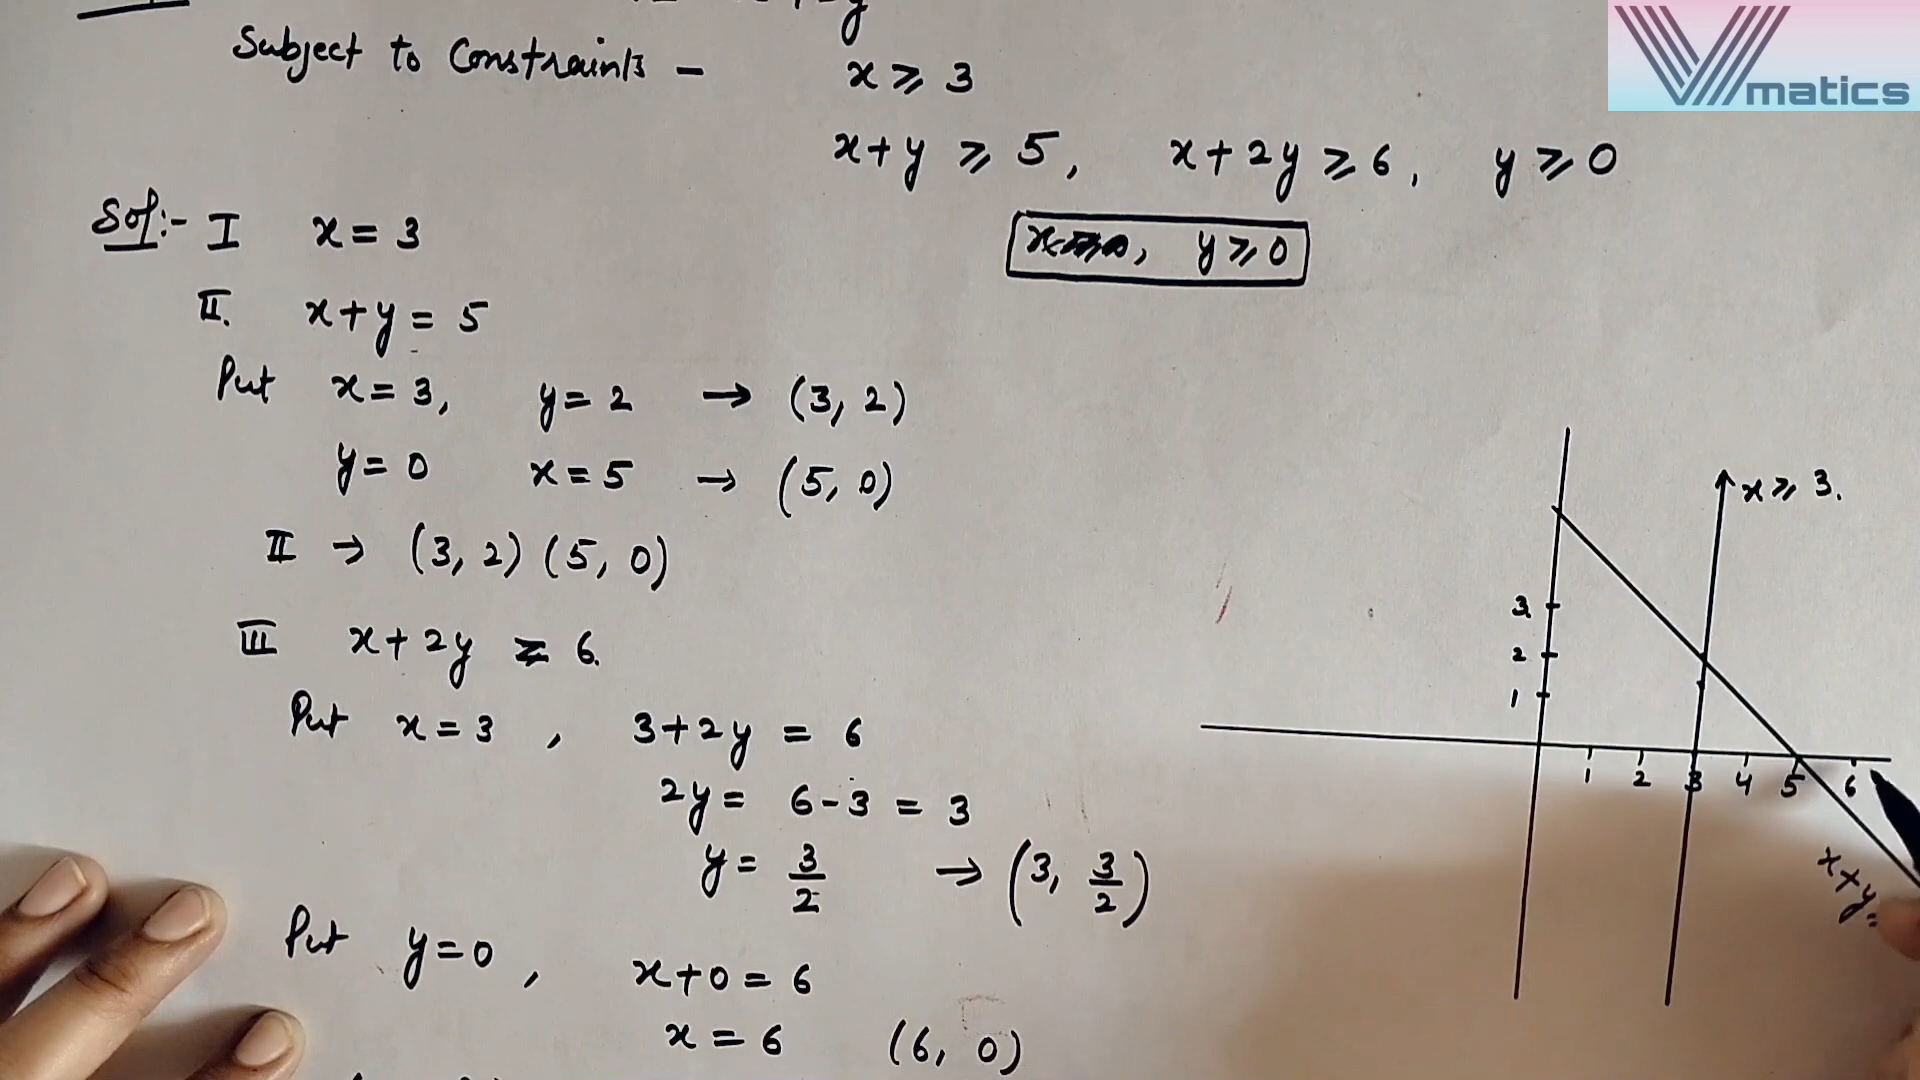 Subject to Constraints -
x ⩾ 3
x+y ⩾ 5, x+2y ⩾ 6, y ⩾ 0
y ⩾ 0
Sol:- I x = 3
II. x+y = 5
Put x = 3, y = 2 → (3, 2)
y = 0 x = 5 → (5, 0)
II → (3, 2) (5, 0)
III x+2y = 6.
Put x = 3, 3+2y = 6
2y = 6-3 = 3
y = 3/2 → (3, 3/2)
Put y=0, x+0 = 6
x = 6 (6, 0)
x ⩾ 3.
3
2
1
1 2 3 4 5 6
x+y=
Vmatics